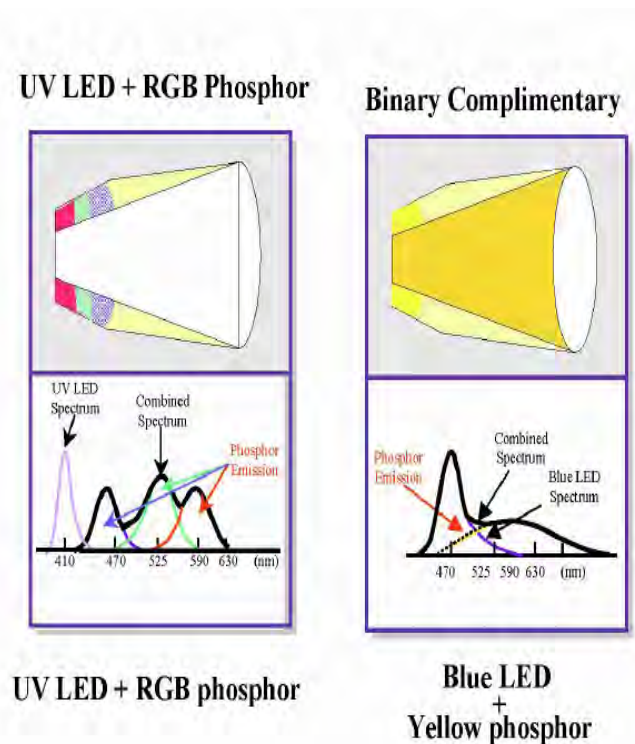 UV LED + RGB Phosphor
UV LED
Spectrum
Combined
Spectrum
Phosphor
Emission
410 470 525 590 630 (nm)
UV LED + RGB phosphor
Binary Complimentary
Phosphor
Emission
Combined
Spectrum
Blue LED
Spectrum
470 525 590 630 (nm)
Blue LED
+
Yellow phosphor